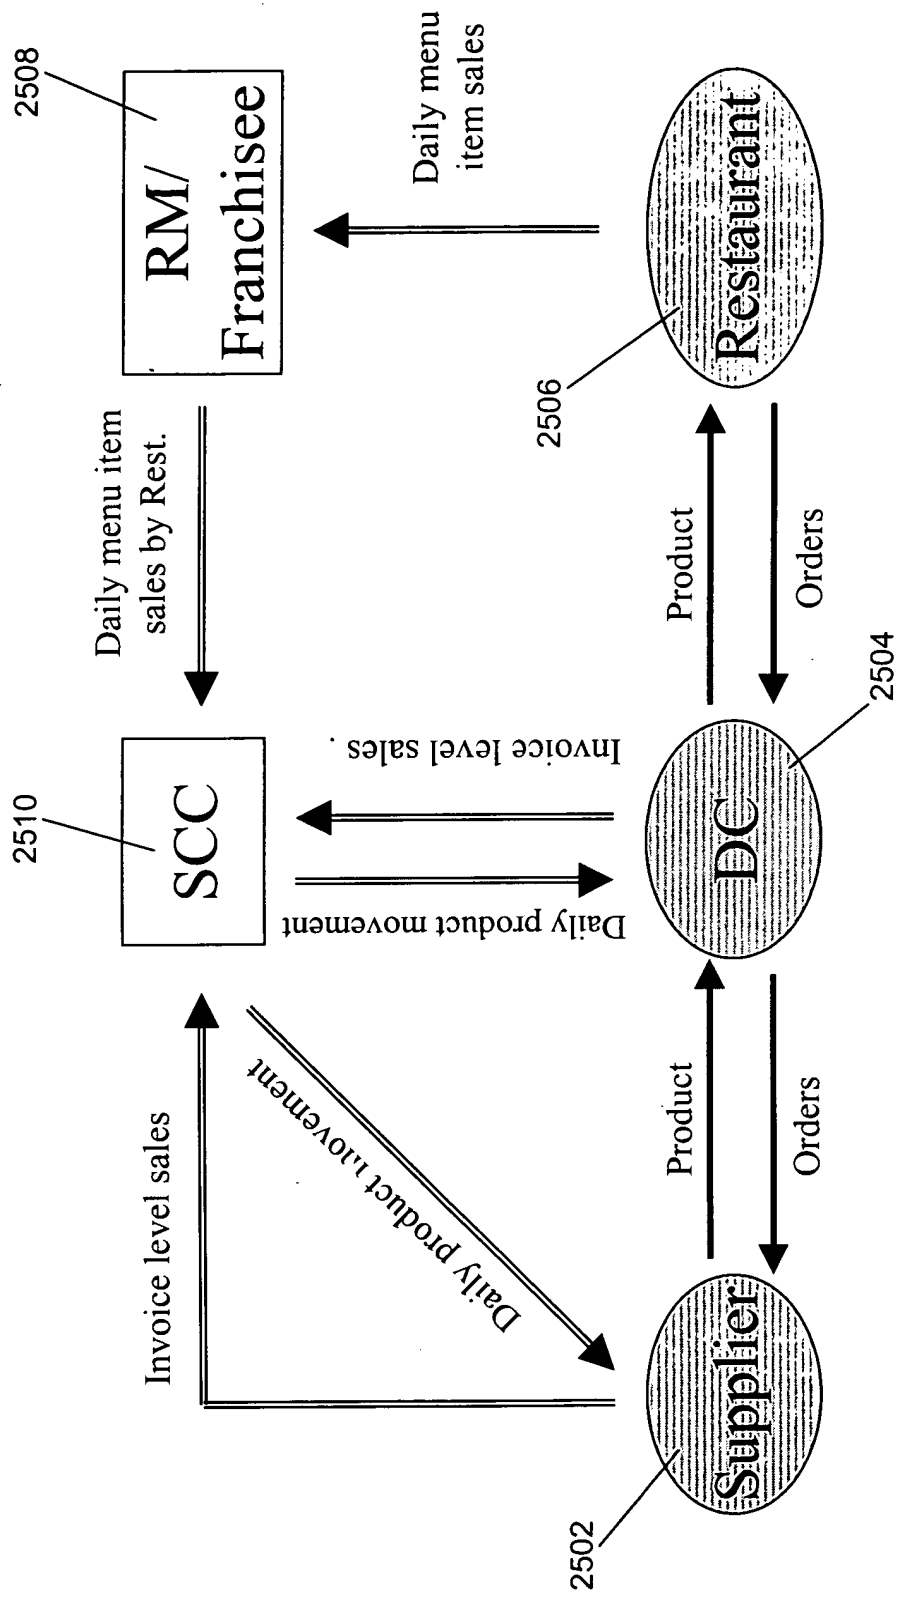 2510
2508
SCC
RM/
Franchisee
Daily menu item
sales by Rest.
Daily menu
item sales
Invoice level sales
Daily product movement
Daily product movement
Invoice level sales
2506
Product
Orders
Product
Orders
Supplier
DC
Restaurant
2502
2504